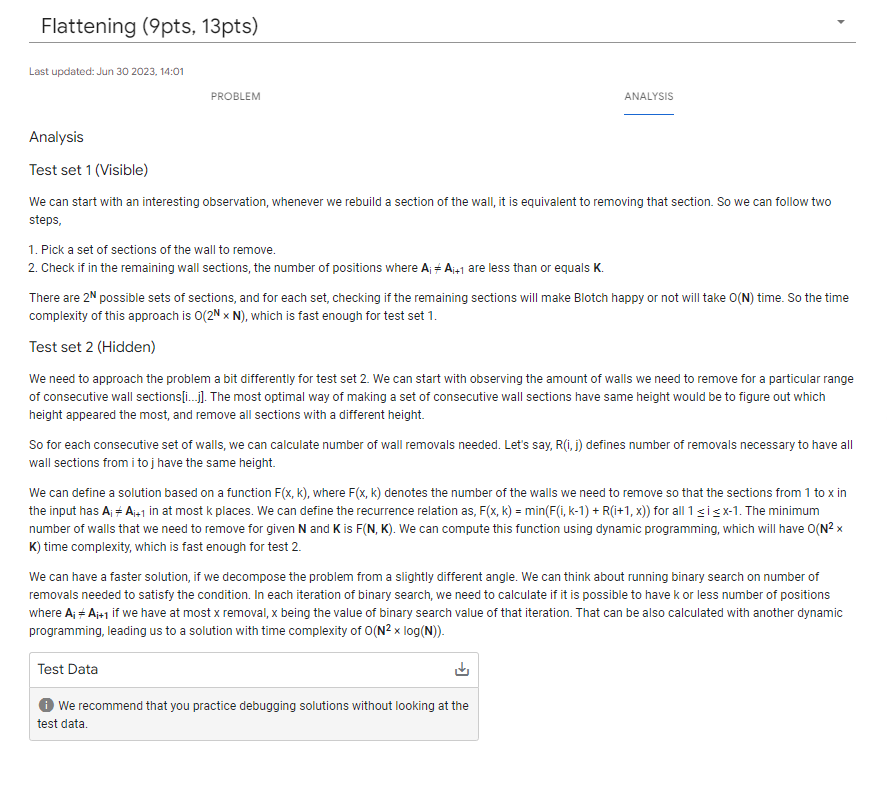 Flattening (9pts, 13pts)
Last updated: Jun 30 2023, 14:01
PROBLEM
ANALYSIS
Analysis
Test set 1 (Visible)
We can start with an interesting observation, whenever we rebuild a section of the wall, it is equivalent to removing that section. So we can follow two
steps,
1. Pick a set of sections of the wall to remove.
2. Check if in the remaining wall sections, the number of positions where Aᵢ ≠ Aᵢ₊₁ are less than or equals K.
There are 2ᴺ possible sets of sections, and for each set, checking if the remaining sections will make Blotch happy or not will take O(N) time. So the time
complexity of this approach is O(2ᴺ × N), which is fast enough for test set 1.
Test set 2 (Hidden)
We need to approach the problem a bit differently for test set 2. We can start with observing the amount of walls we need to remove for a particular range
of consecutive wall sections[i...j]. The most optimal way of making a set of consecutive wall sections have same height would be to figure out which
height appeared the most, and remove all sections with a different height.
So for each consecutive set of walls, we can calculate number of wall removals needed. Let's say, R(i, j) defines number of removals necessary to have all
wall sections from i to j have the same height.
We can define a solution based on a function F(x, k), where F(x, k) denotes the number of the walls we need to remove so that the sections from 1 to x in
the input has Aᵢ ≠ Aᵢ₊₁ in at most k places. We can define the recurrence relation as, F(x, k) = min(F(i, k-1) + R(i+1, x)) for all 1 ≤ i ≤ x-1. The minimum
number of walls that we need to remove for given N and K is F(N, K). We can compute this function using dynamic programming, which will have O(N² ×
K) time complexity, which is fast enough for test 2.
We can have a faster solution, if we decompose the problem from a slightly different angle. We can think about running binary search on number of
removals needed to satisfy the condition. In each iteration of binary search, we need to calculate if it is possible to have k or less number of positions
where Aᵢ ≠ Aᵢ₊₁ if we have at most x removal, x being the value of binary search value of that iteration. That can be also calculated with another dynamic
programming, leading us to a solution with time complexity of O(N² × log(N)).
Test Data
We recommend that you practice debugging solutions without looking at the
test data.